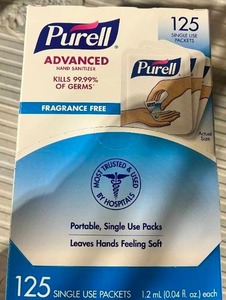 Purell
ADVANCED
HAND SANITIZER
KILLS 99.99%
OF GERMS*
FRAGRANCE FREE
125
SINGLE USE
PACKETS
Purell
Actual
Size
MOST TRUSTED & USED
BY HOSPITALS
Portable, Single Use Packs
Leaves Hands Feeling Soft
125 SINGLE USE PACKETS 1.2 mL (0.04 fl. oz.) each